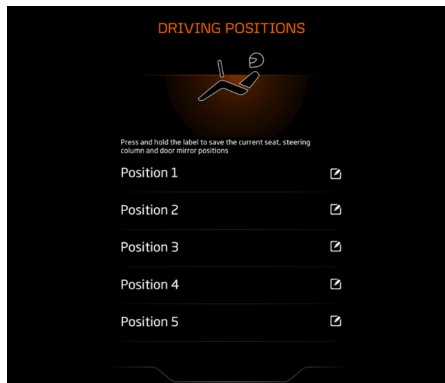 DRIVING POSITIONS
Press and hold the label to save the current seat, steering
column and door mirror positions
Position 1
Position 2
Position 3
Position 4
Position 5